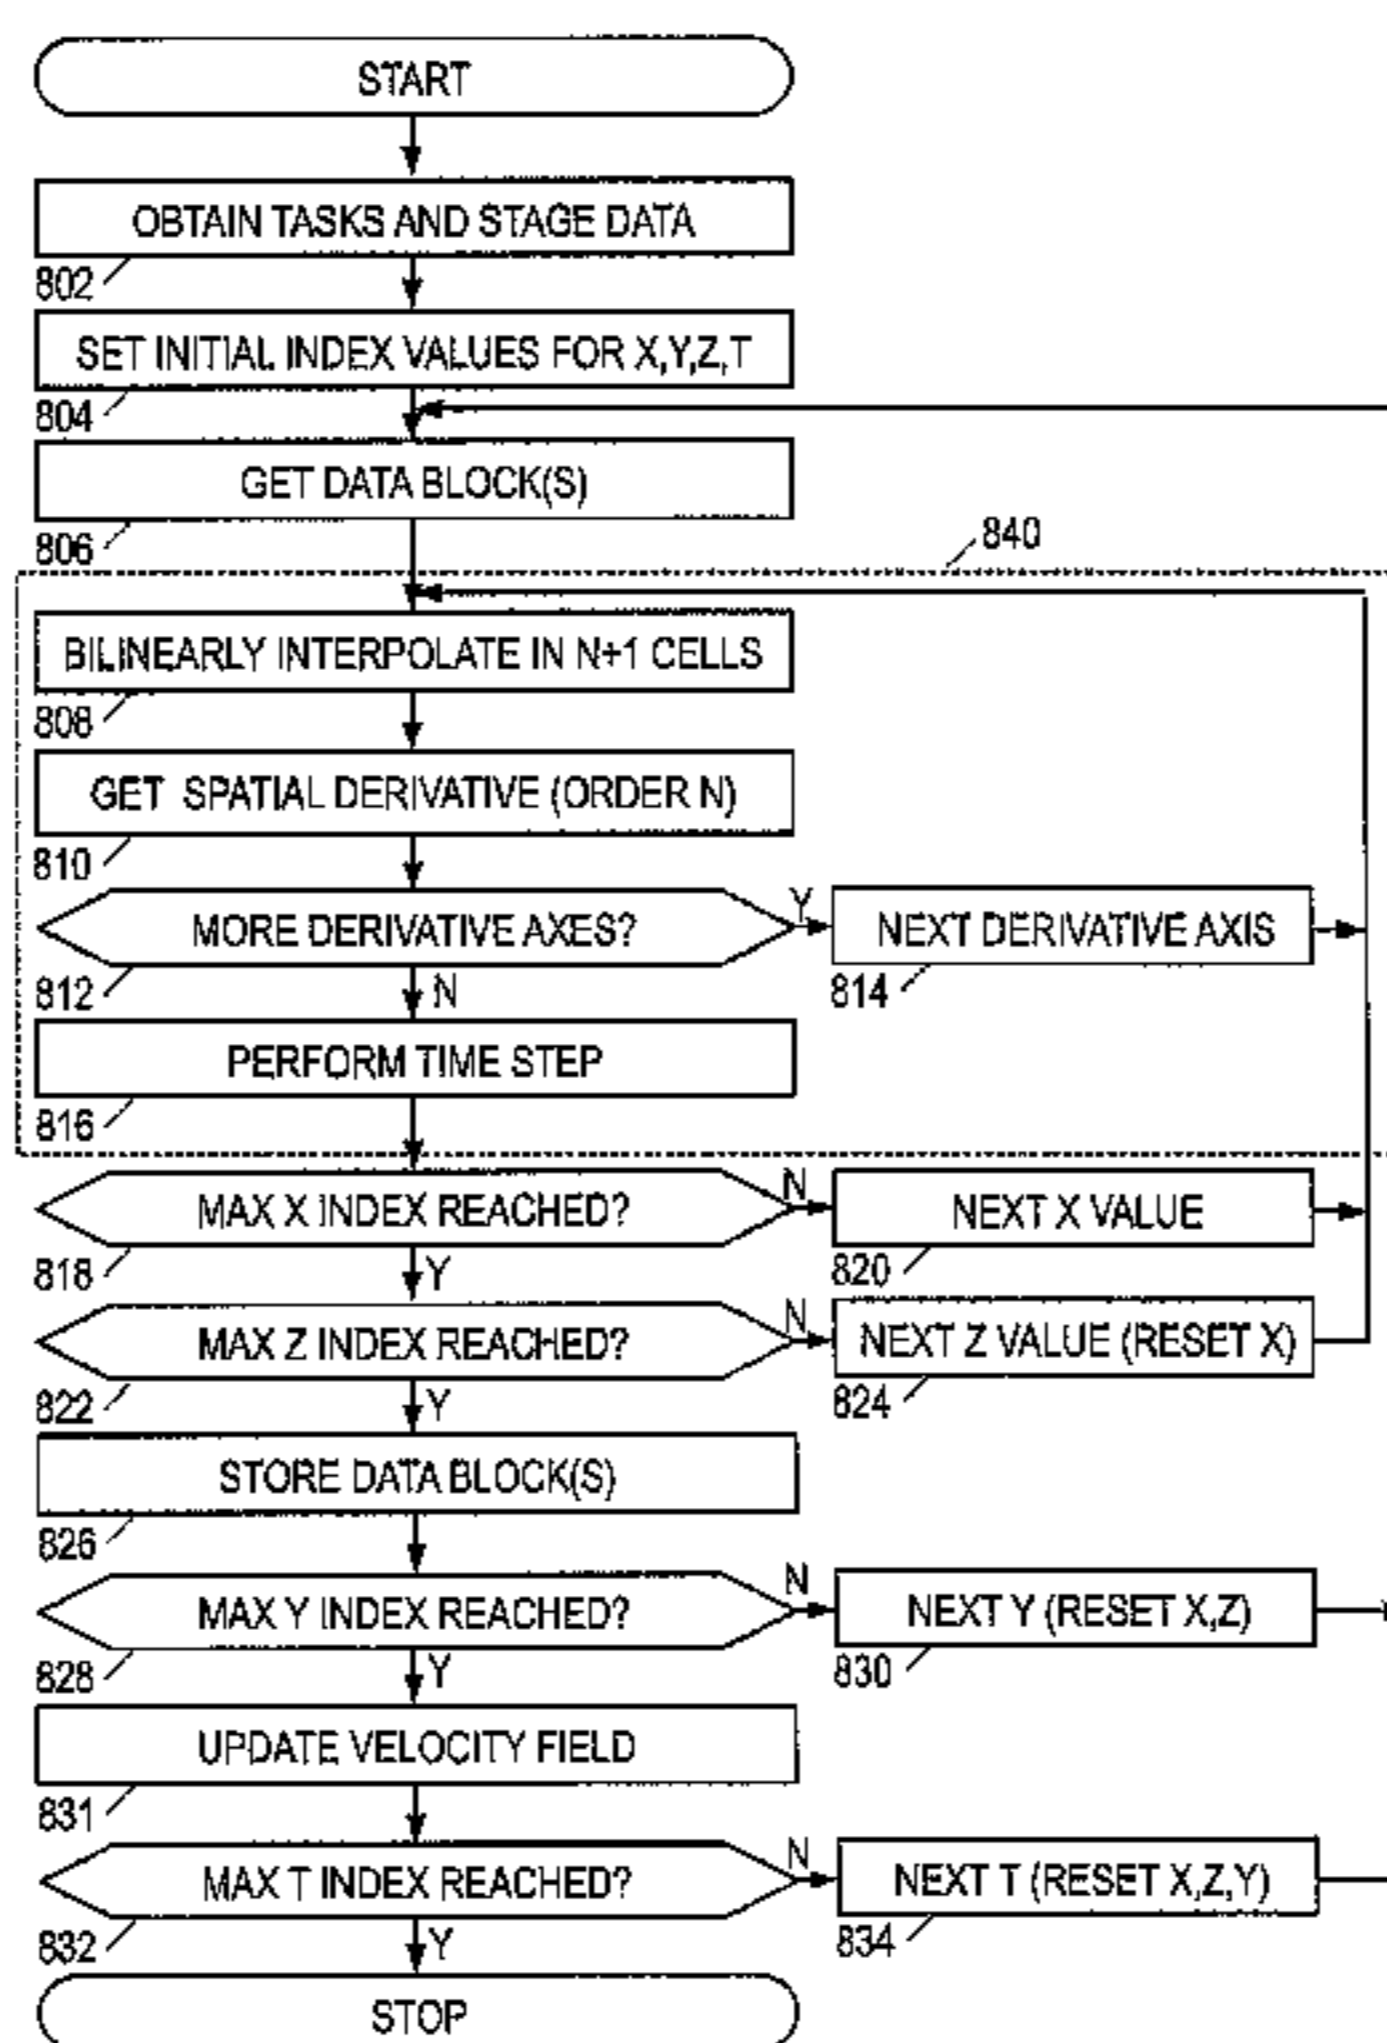 START
OBTAIN TASKS AND STAGE DATA
802
SET INITIAL INDEX VALUES FOR X,Y,Z,T
804
GET DATA BLOCK(S)
806
840
BILINEARLY INTERPOLATE IN N+1 CELLS
808
GET SPATIAL DERIVATIVE (ORDER N)
810
MORE DERIVATIVE AXES?
Y
NEXT DERIVATIVE AXIS
812
N
814
PERFORM TIME STEP
816
MAX X INDEX REACHED?
N
NEXT X VALUE
818
Y
820
MAX Z INDEX REACHED?
N
NEXT Z VALUE (RESET X)
822
Y
824
STORE DATA BLOCK(S)
826
MAX Y INDEX REACHED?
N
NEXT Y (RESET X,Z)
828
Y
830
UPDATE VELOCITY FIELD
831
MAX T INDEX REACHED?
N
NEXT T (RESET X,Z,Y)
832
Y
834
STOP